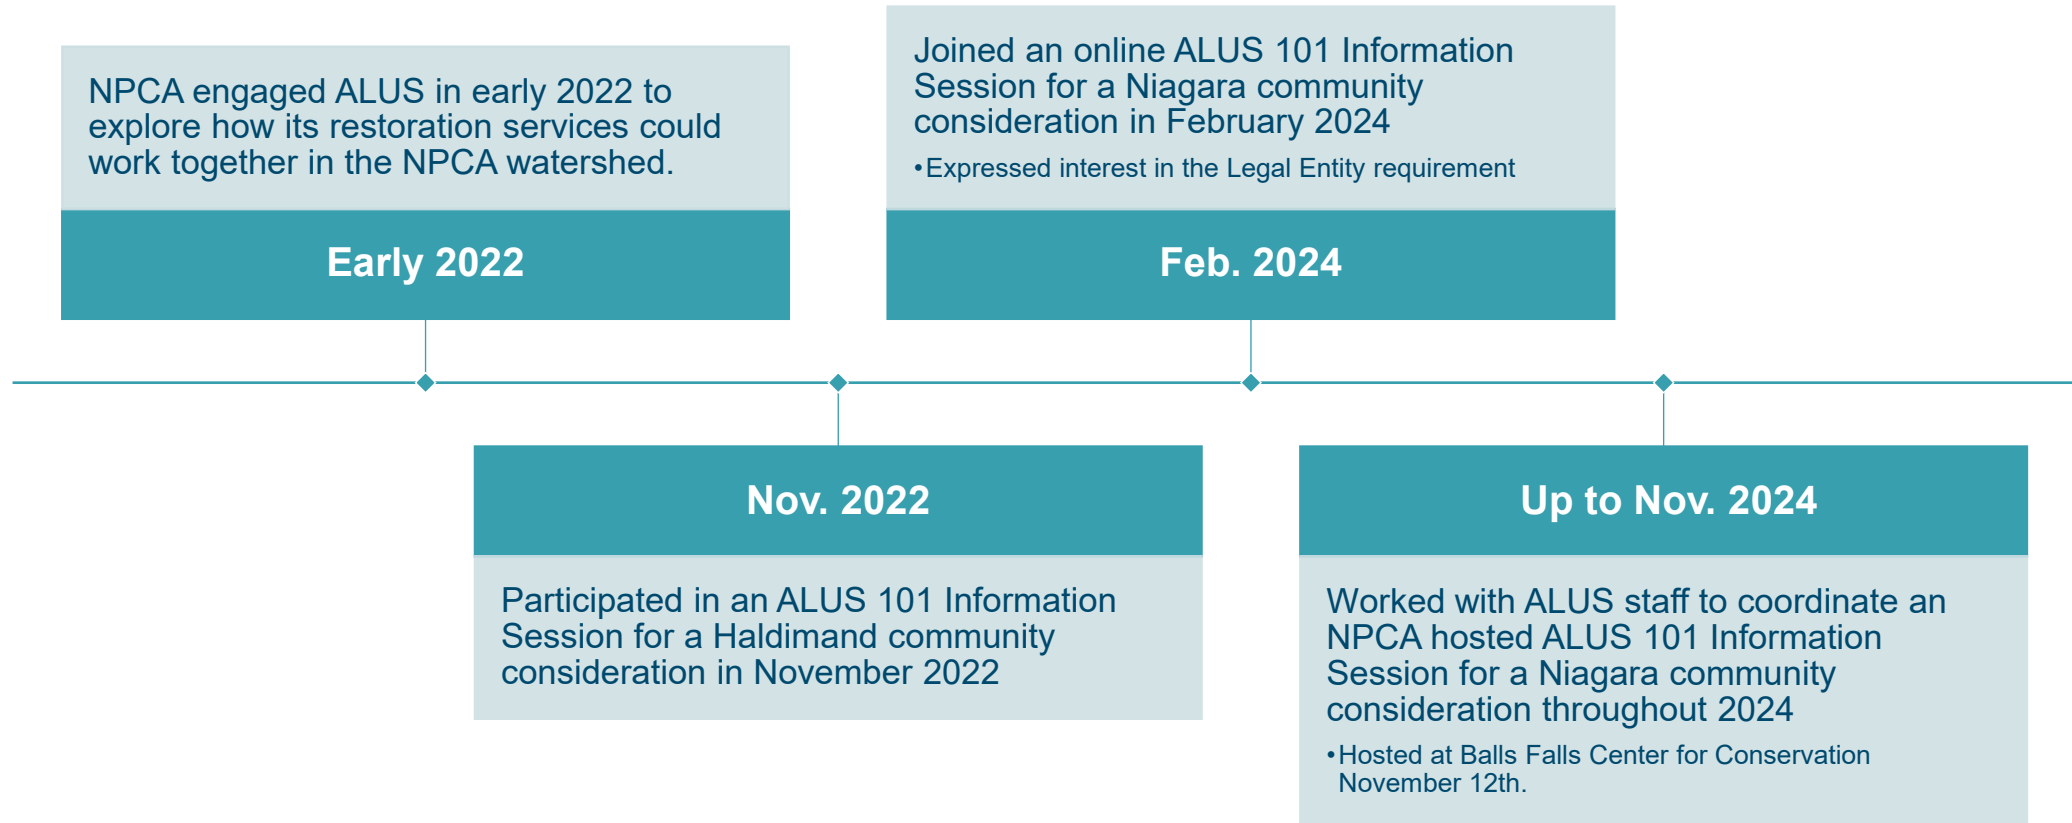 NPCA engaged ALUS in early 2022 to
explore how its restoration services could
work together in the NPCA watershed.
Early 2022
Nov. 2022
Participated in an ALUS 101 Information
Session for a Haldimand community
consideration in November 2022
Joined an online ALUS 101 Information
Session for a Niagara community
consideration in February 2024
•Expressed interest in the Legal Entity requirement
Feb. 2024
Up to Nov. 2024
Worked with ALUS staff to coordinate an
NPCA hosted ALUS 101 Information
Session for a Niagara community
consideration throughout 2024
•Hosted at Balls Falls Center for Conservation
November 12th.